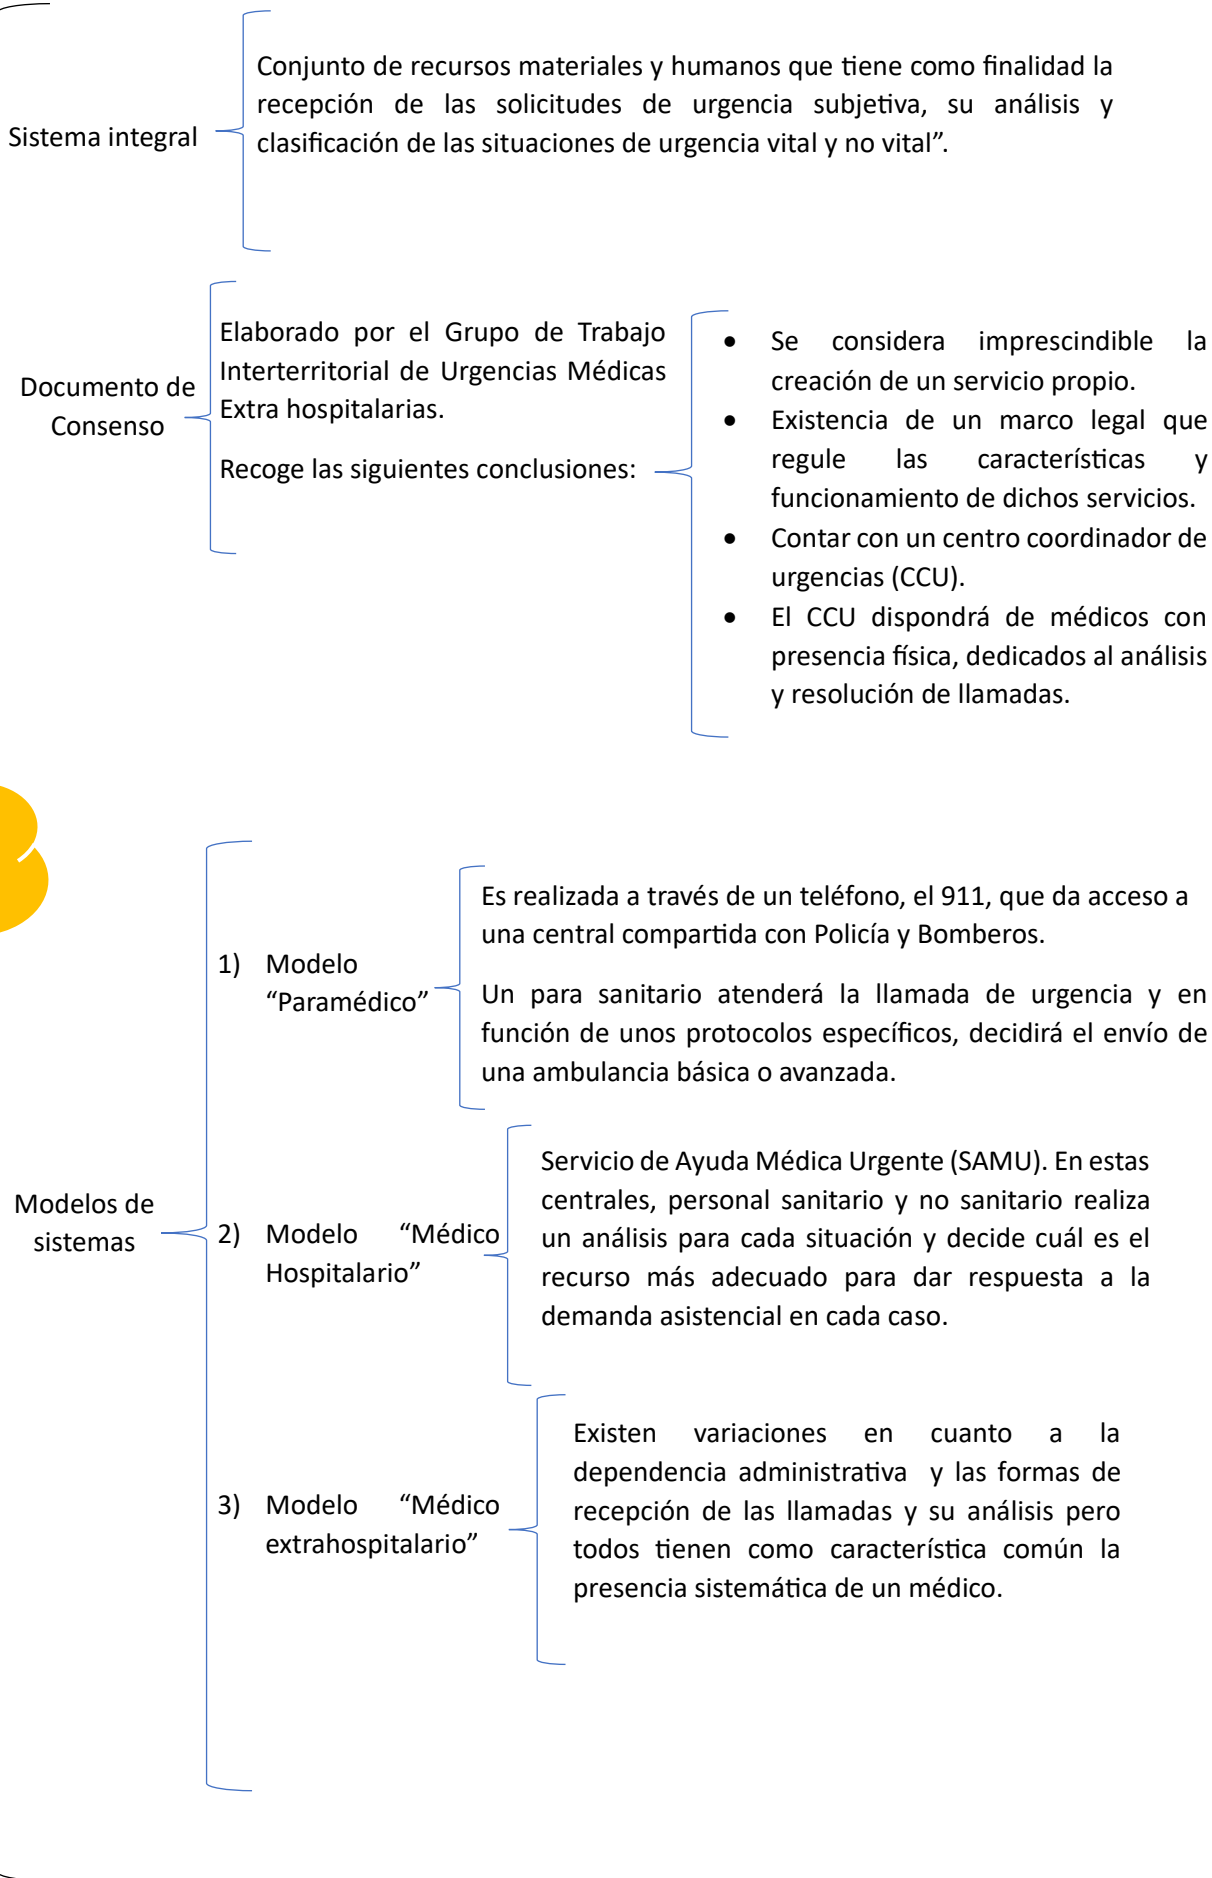 Sistema integral
Conjunto de recursos materiales y humanos que tiene como finalidad la
recepción de las solicitudes de urgencia subjetiva, su análisis y
clasificación de las situaciones de urgencia vital y no vital”.
Documento de
Consenso
Elaborado por el Grupo de Trabajo
Interterritorial de Urgencias Médicas
Extra hospitalarias.
Recoge las siguientes conclusiones:
• Se considera imprescindible la
creación de un servicio propio.
• Existencia de un marco legal que
regule las características y
funcionamiento de dichos servicios.
• Contar con un centro coordinador de
urgencias (CCU).
• El CCU dispondrá de médicos con
presencia física, dedicados al análisis
y resolución de llamadas.
Modelos de
sistemas
1) Modelo
“Paramédico”
Es realizada a través de un teléfono, el 911, que da acceso a
una central compartida con Policía y Bomberos.
Un para sanitario atenderá la llamada de urgencia y en
función de unos protocolos específicos, decidirá el envío de
una ambulancia básica o avanzada.
2) Modelo “Médico
Hospitalario”
Servicio de Ayuda Médica Urgente (SAMU). En estas
centrales, personal sanitario y no sanitario realiza
un análisis para cada situación y decide cuál es el
recurso más adecuado para dar respuesta a la
demanda asistencial en cada caso.
3) Modelo “Médico
extrahospitalario”
Existen variaciones en cuanto a la
dependencia administrativa y las formas de
recepción de las llamadas y su análisis pero
todos tienen como característica común la
presencia sistemática de un médico.